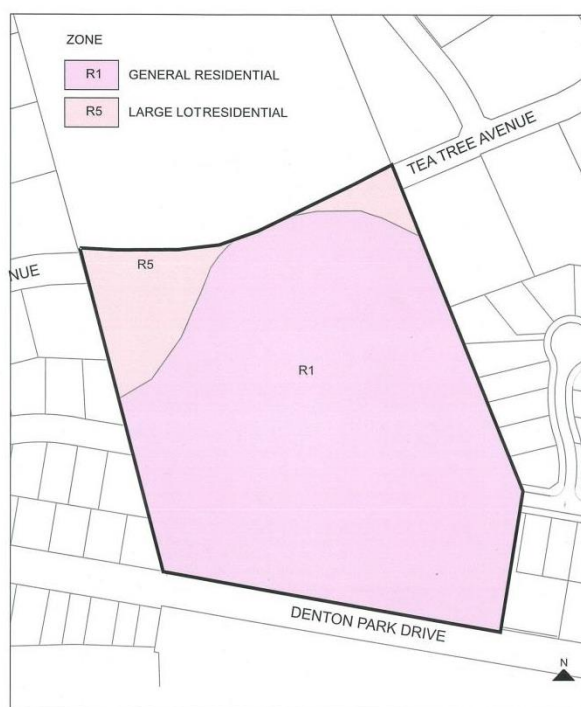 ZONE
R1 GENERAL RESIDENTIAL
R5 LARGE LOTRESIDENTIAL
TEA TREE AVENUE
NUE
R5
R1
DENTON PARK DRIVE
N